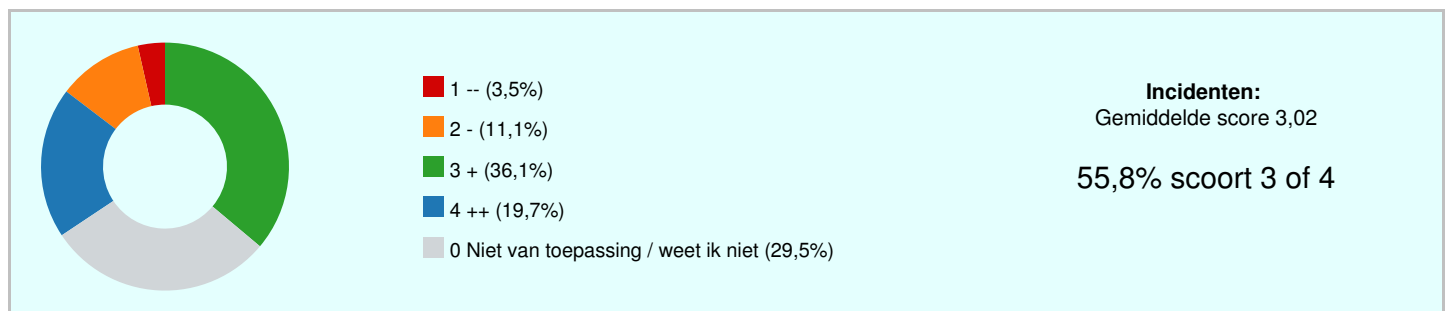 1 -- (3,5%)
2 - (11,1%)
3 + (36,1%)
4 ++ (19,7%)
0 Niet van toepassing / weet ik niet (29,5%)
Incidenten:
Gemiddelde score 3,02
55,8% scoort 3 of 4